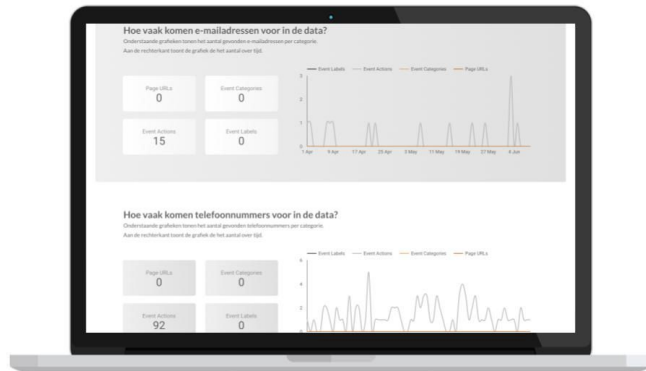 Hoe vaak komen e-mailadressen voor in de data?
Onderstaande grafieken tonen het aantal gevonden e-mailadressen per categorie.
Aan de rechterkant toont de grafiek de het aantal over tijd.
Page URLs
0
Event Categories
0
Event Actions
15
Event Labels
0
Event Labels Event Actions Event Categories Page URLs
3
2
1
0
1 Apr 9 Apr 17 Apr 25 Apr 3 May 11 May 19 May 27 May 4 Jun
Hoe vaak komen telefoonnummers voor in de data?
Onderstaande grafieken tonen het aantal gevonden telefoonnummers per categorie.
Aan de rechterkant toont de grafiek de het aantal over tijd.
Page URLs
0
Event Categories
0
Event Actions
92
Event Labels
0
Event Labels Event Actions Event Categories Page URLs
6
4
2
0